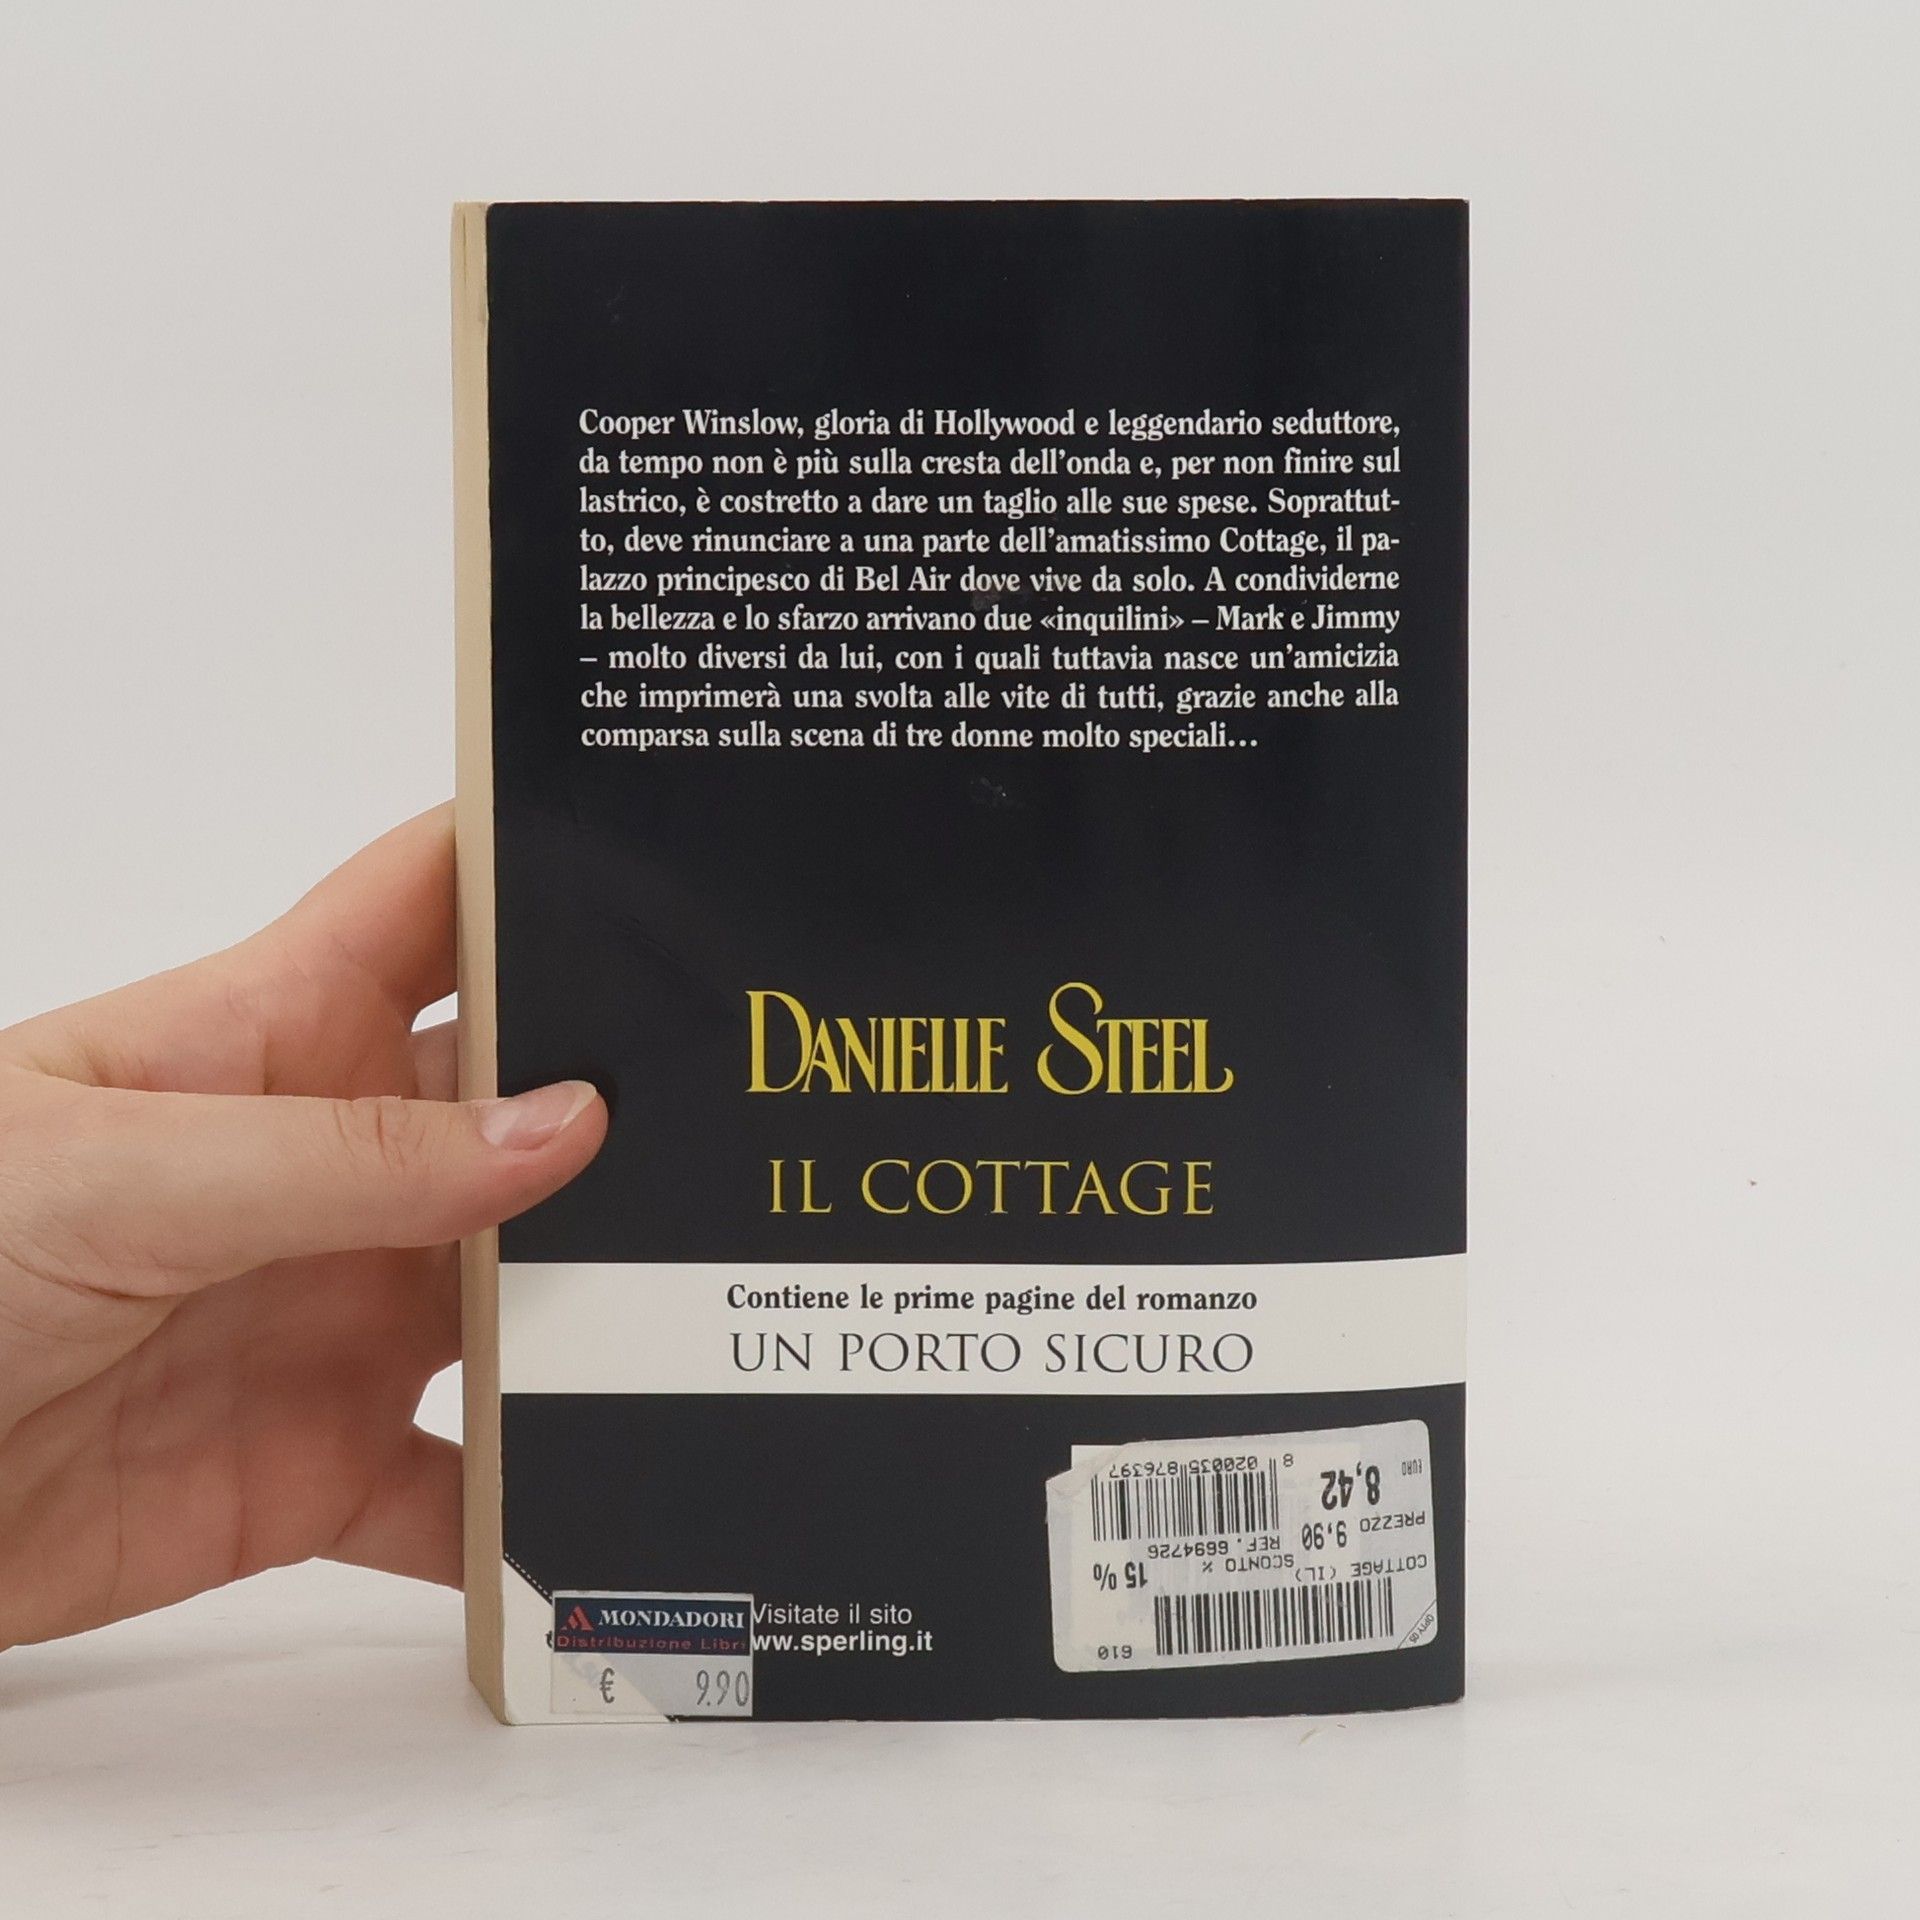 Cooper Winslow, gloria di Hollywood e leggendario seduttore,
da tempo non è più sulla cresta dell'onda e, per non finire sul
lastrico, è costretto a dare un taglio alle sue spese. Soprattut-
to, deve rinunciare a una parte dell'amatissimo Cottage, il pa-
lazzo principesco di Bel Air dove vive da solo. A condividerne
la bellezza e lo sfarzo arrivano due «inquilini» – Mark e Jimmy
– molto diversi da lui, con i quali tuttavia nasce un'amicizia
che imprimerà una svolta alle vite di tutti, grazie anche alla
comparsa sulla scena di tre donne molto speciali...
DANIELLE STEEL
IL COTTAGE
Contiene le prime pagine del romanzo
UN PORTO SICURO
MONDADORI
Distribuzione Libri
€ 9.90
Visitate il sito
ww.sperling.it
610
COTTAGE (IL) SCONTO % 15%
PREZZO 9,90 REF. 6694726
EURO 8,42
8 020035 876397